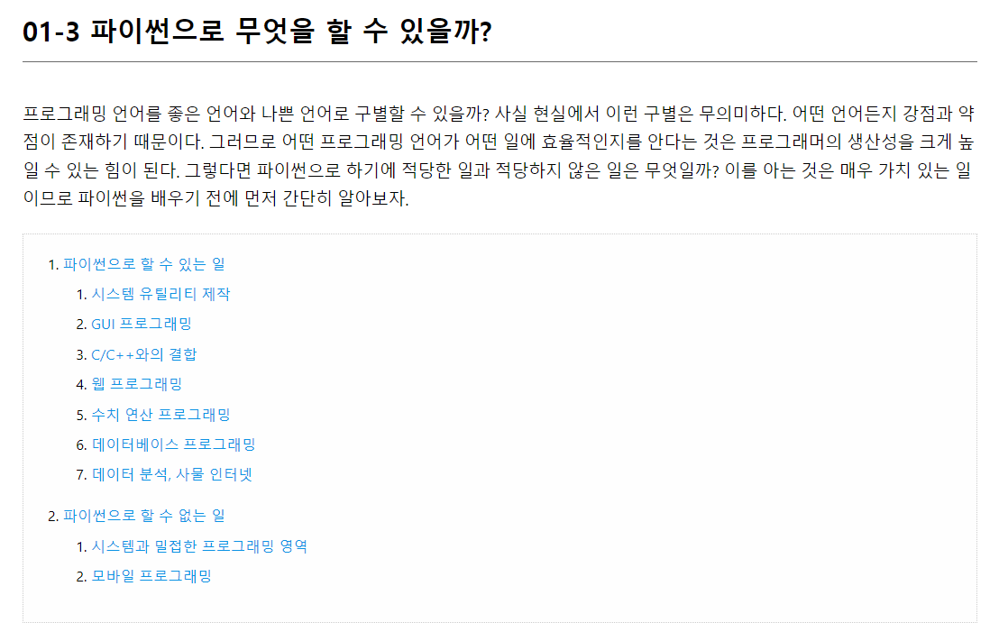 01-3 파이썬으로 무엇을 할 수 있을까?
프로그래밍 언어를 좋은 언어와 나쁜 언어로 구별할 수 있을까? 사실 현실에서 이런 구별은 무의미하다. 어떤 언어든지 강점과 약
점이 존재하기 때문이다. 그러므로 어떤 프로그래밍 언어가 어떤 일에 효율적인지를 안다는 것은 프로그래머의 생산성을 크게 높
일 수 있는 힘이 된다. 그렇다면 파이썬으로 하기에 적당한 일과 적당하지 않은 일은 무엇일까? 이를 아는 것은 매우 가치 있는 일
이므로 파이썬을 배우기 전에 먼저 간단히 알아보자.
1. 파이썬으로 할 수 있는 일
1. 시스템 유틸리티 제작
2. GUI 프로그래밍
3. C/C++와의 결합
4. 웹 프로그래밍
5. 수치 연산 프로그래밍
6. 데이터베이스 프로그래밍
7. 데이터 분석, 사물 인터넷
2. 파이썬으로 할 수 없는 일
1. 시스템과 밀접한 프로그래밍 영역
2. 모바일 프로그래밍